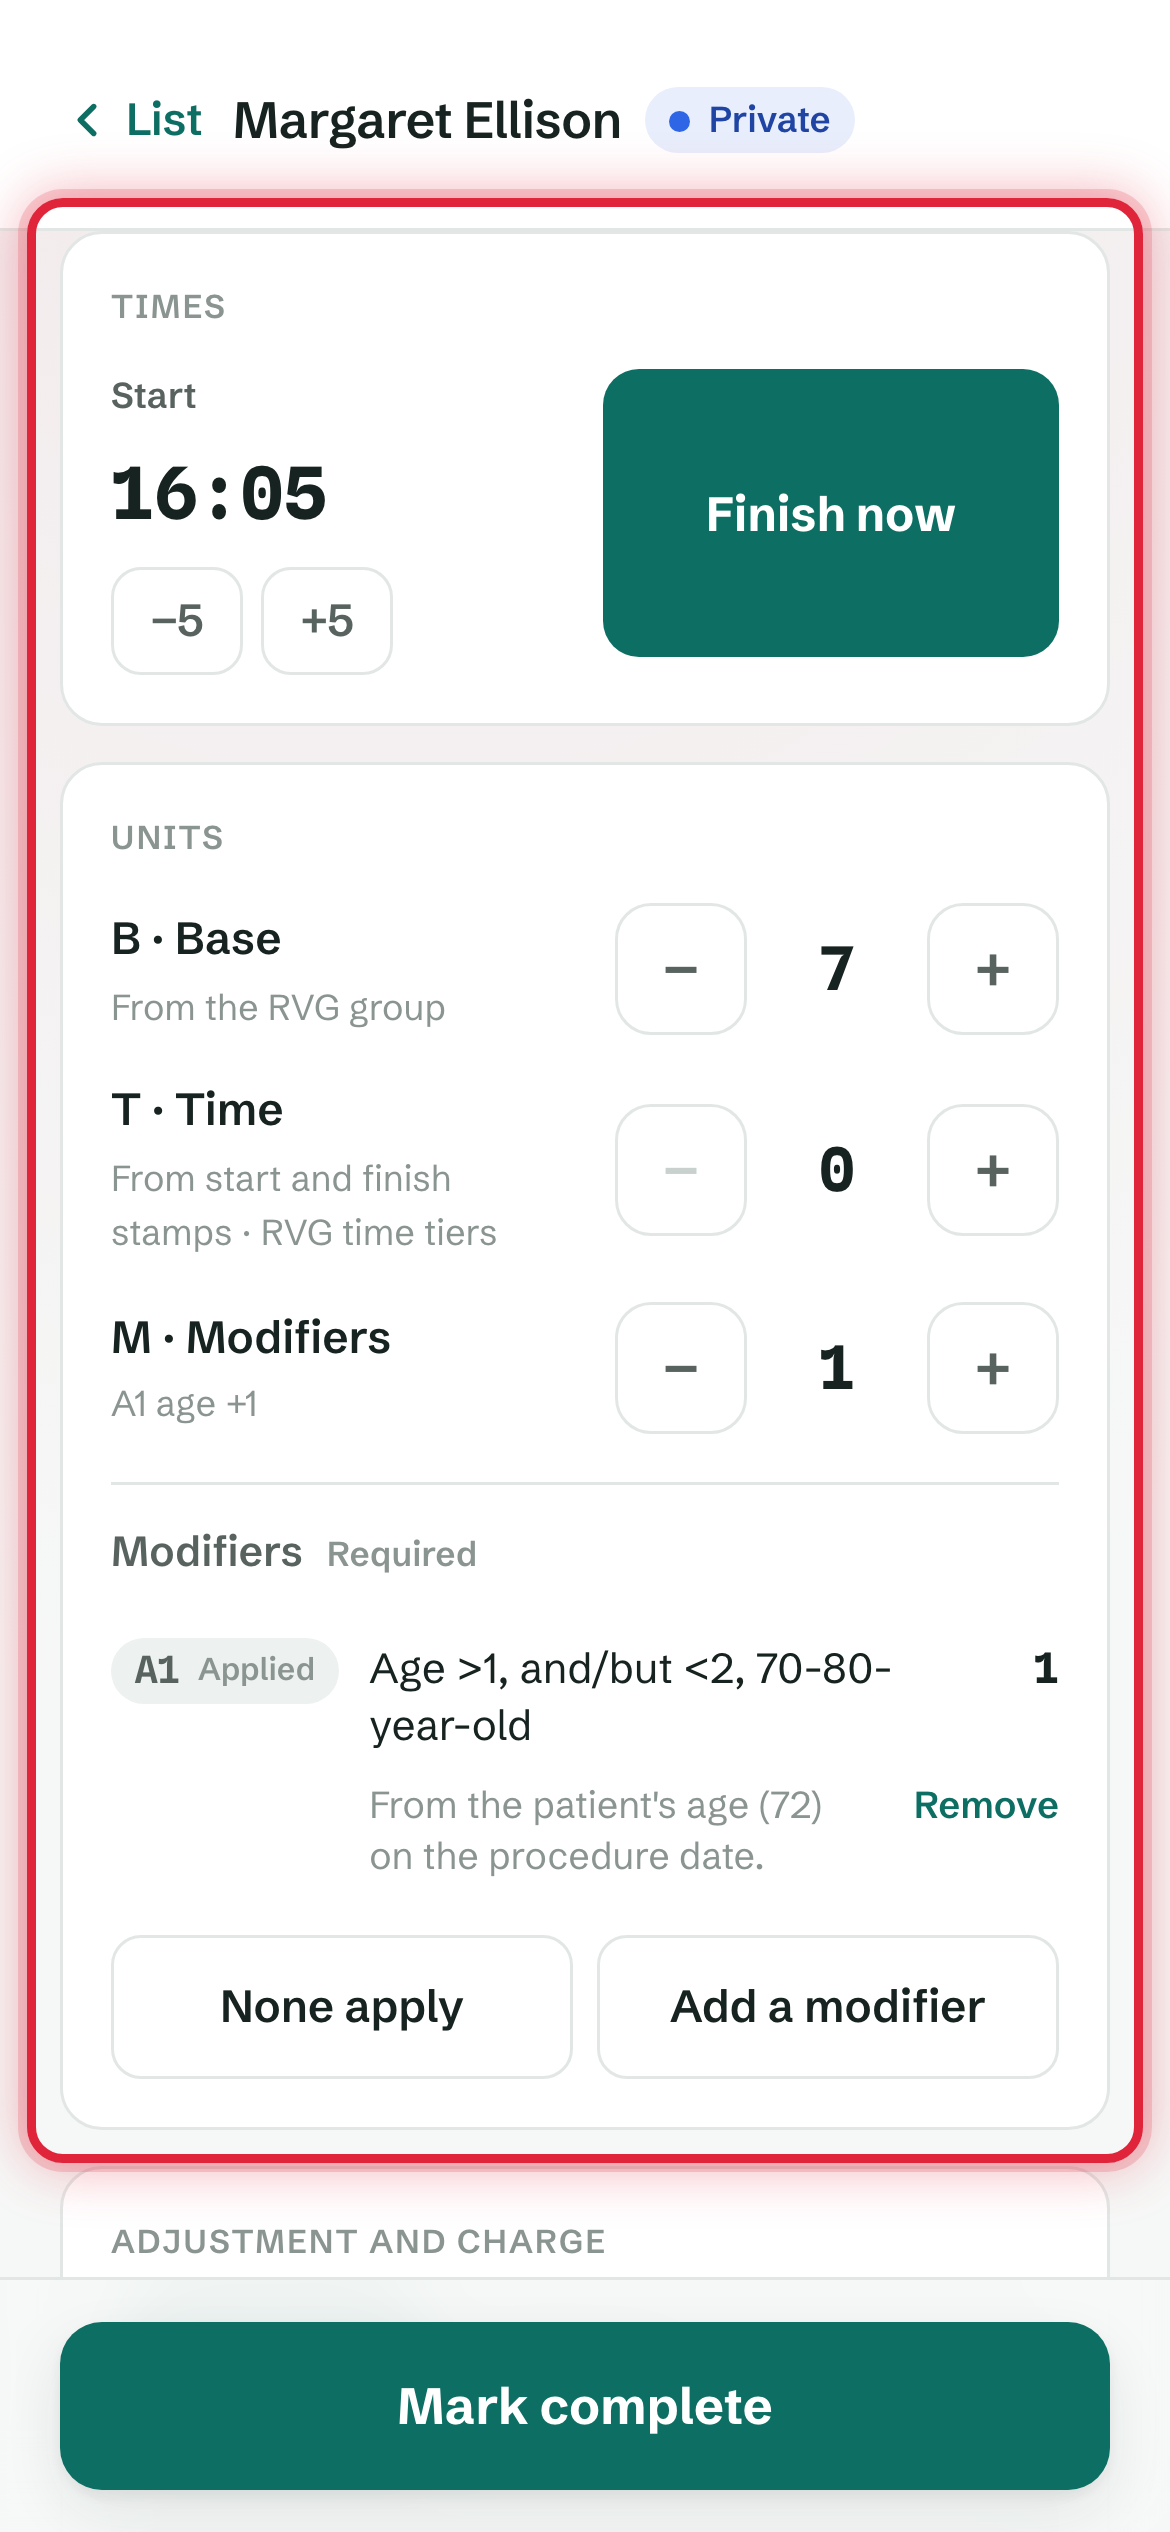 List Margaret Ellison Private
TIMES
Start
16:05
−5 +5
Finish now
UNITS
B · Base
From the RVG group
− 7 +
T · Time
From start and finish
stamps · RVG time tiers
− 0 +
M · Modifiers
A1 age +1
− 1 +
Modifiers Required
A1 Applied
Age >1, and/but <2, 70-80-
year-old
1
From the patient's age (72)
on the procedure date.
Remove
None apply
Add a modifier
ADJUSTMENT AND CHARGE
Mark complete